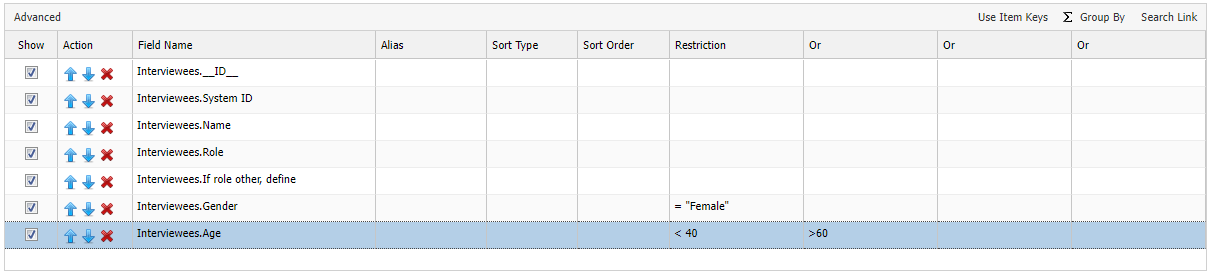 Advanced Use Item Keys Σ Group By Search Link
Show Action Field Name Alias Sort Type Sort Order Restriction Or Or Or
Interviewees.__ID__
Interviewees.System ID
Interviewees.Name
Interviewees.Role
Interviewees.If role other, define
Interviewees.Gender = "Female"
Interviewees.Age < 40 >60